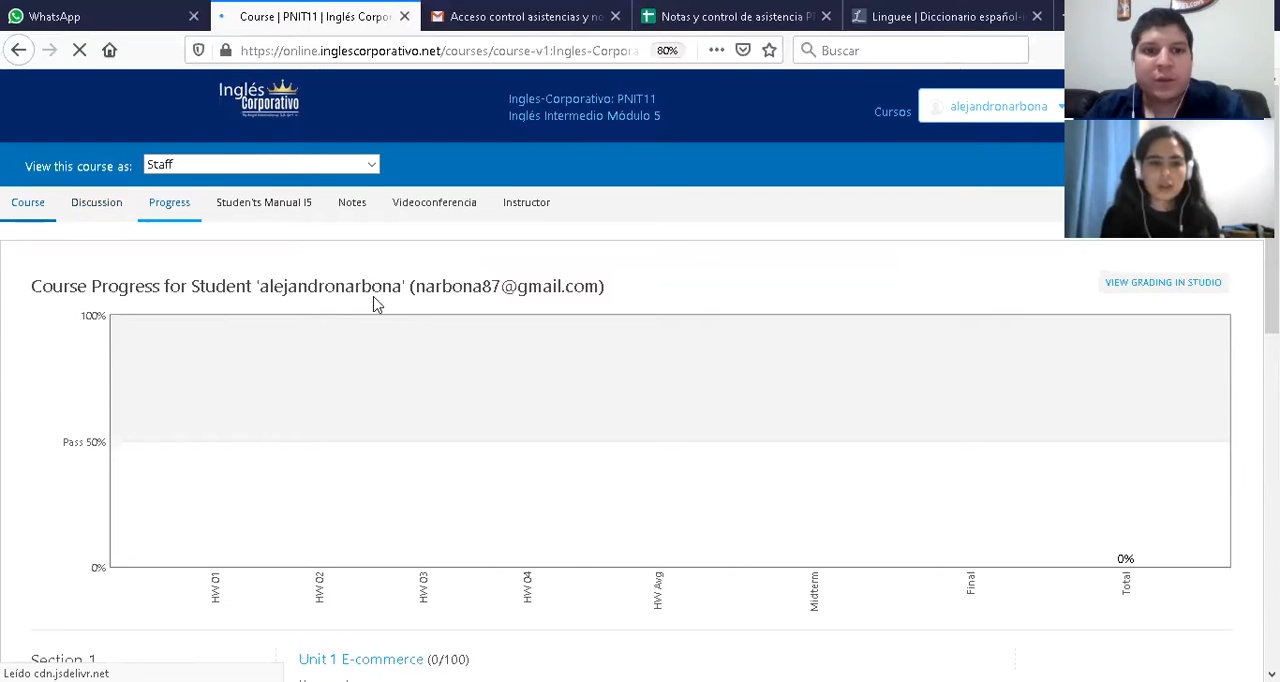 WhatsApp
Course | PNIT11 | Inglés Corpor
Acceso control asistencias y no
Notas y control de asistencia P
Linguee | Diccionario español-
https://online.inglescorporativo.net/courses/course-v1:Ingles-Corpor
80%
Buscar
Inglés
Corporativo
Ingles-Corporativo: PNIT11
Inglés Intermedio Módulo 5
Cursos
alejandronarbona
View this course as:
Staff
Course
Discussion
Progress
Studen'ts Manual I5
Notes
Videoconferencia
Instructor
Course Progress for Student 'alejandronarbona' (narbona87@gmail.com)
VIEW GRADING IN STUDIO
100%
Pass 50%
0%
0%
HW 01
HW 02
HW 03
HW 04
HW Avg
Midterm
Final
Total
Section 1
Unit 1 E-commerce (0/100)
Leído cdn.jsdelivr.net